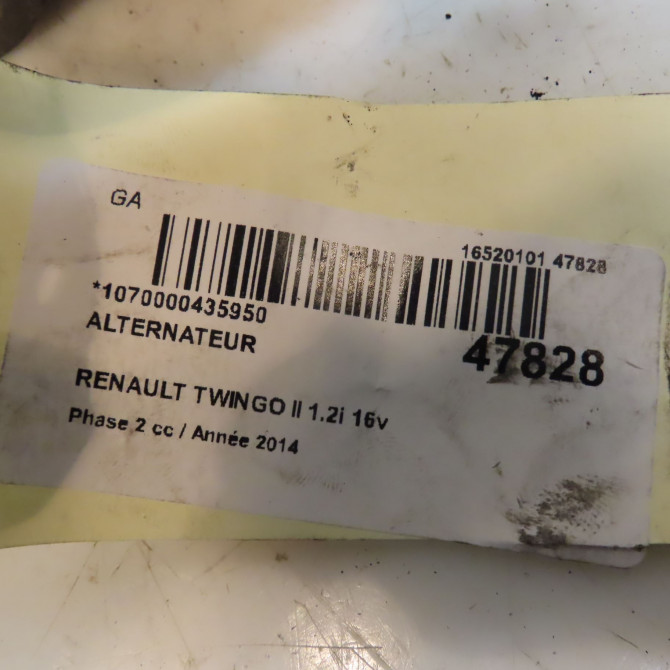 GA
16520101 47828
*1070000435950
ALTERNATEUR
47828
RENAULT TWINGO II 1.2i 16v
Phase 2 cc / Année 2014